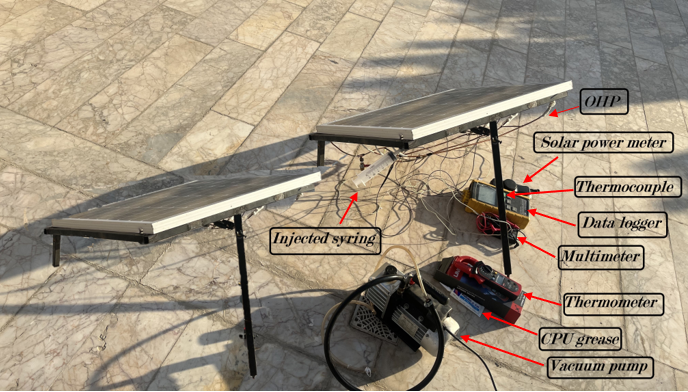 OHP
Solar power meter
Thermocouple
Data logger
Injected syring
Multimeter
Thermometer
CPU grease
Vacuum pump